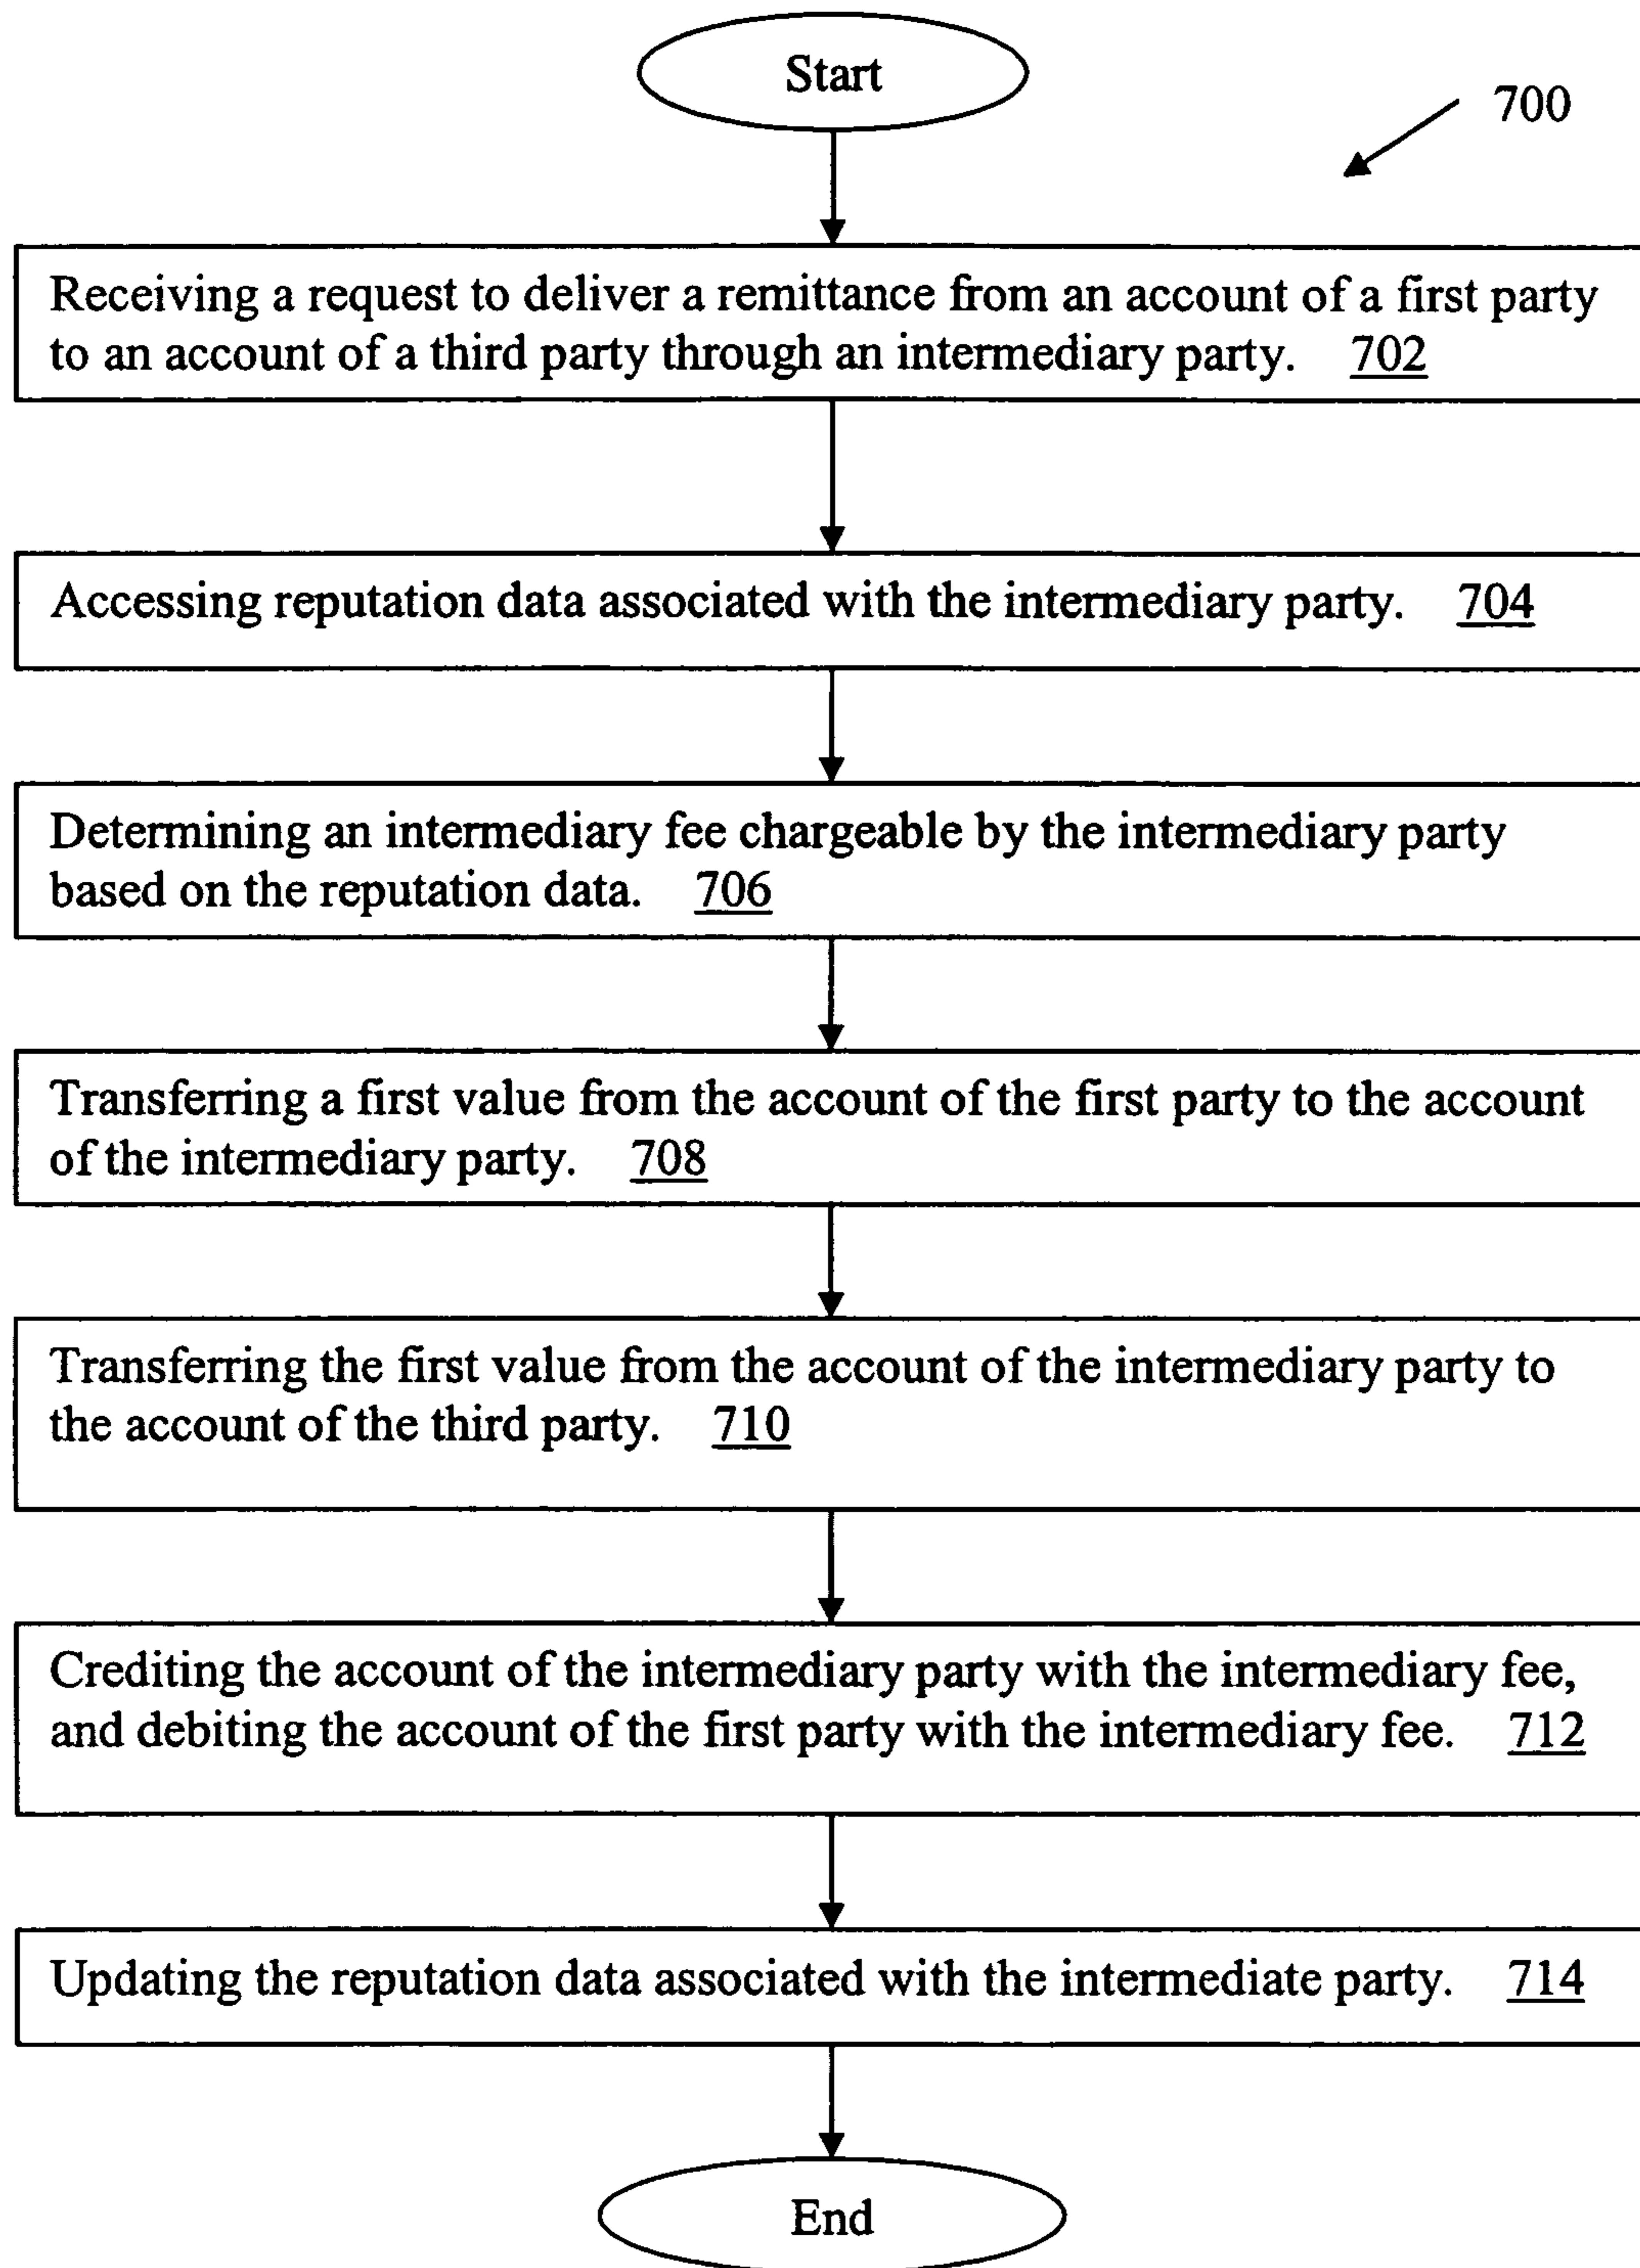 Start
700
Receiving a request to deliver a remittance from an account of a first party
to an account of a third party through an intermediary party. 702
Accessing reputation data associated with the intermediary party. 704
Determining an intermediary fee chargeable by the intermediary party
based on the reputation data. 706
Transferring a first value from the account of the first party to the account
of the intermediary party. 708
Transferring the first value from the account of the intermediary party to
the account of the third party. 710
Crediting the account of the intermediary party with the intermediary fee,
and debiting the account of the first party with the intermediary fee. 712
Updating the reputation data associated with the intermediate party. 714
End